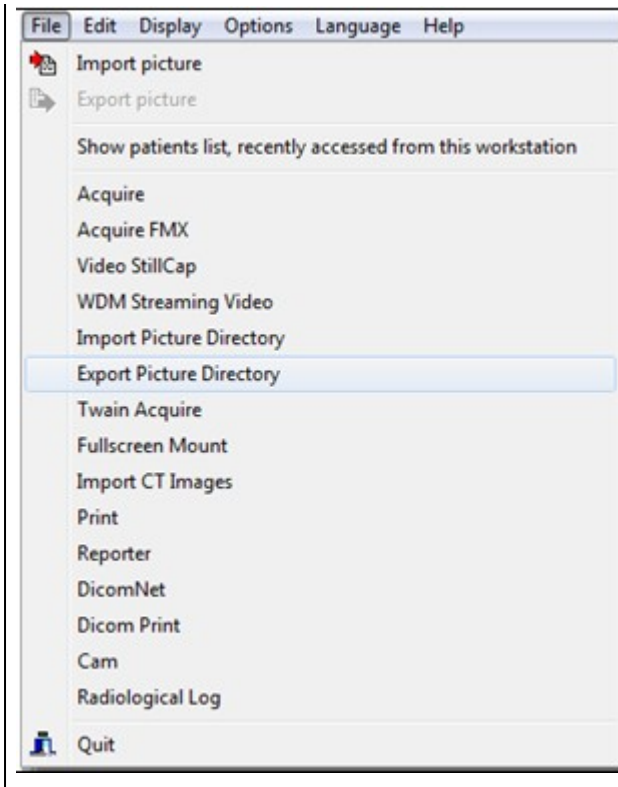 File Edit Display Options Language Help
Import picture
Export picture
Show patients list, recently accessed from this workstation
Acquire
Acquire FMX
Video StillCap
WDM Streaming Video
Import Picture Directory
Export Picture Directory
Twain Acquire
Fullscreen Mount
Import CT Images
Print
Reporter
DicomNet
Dicom Print
Cam
Radiological Log
Quit